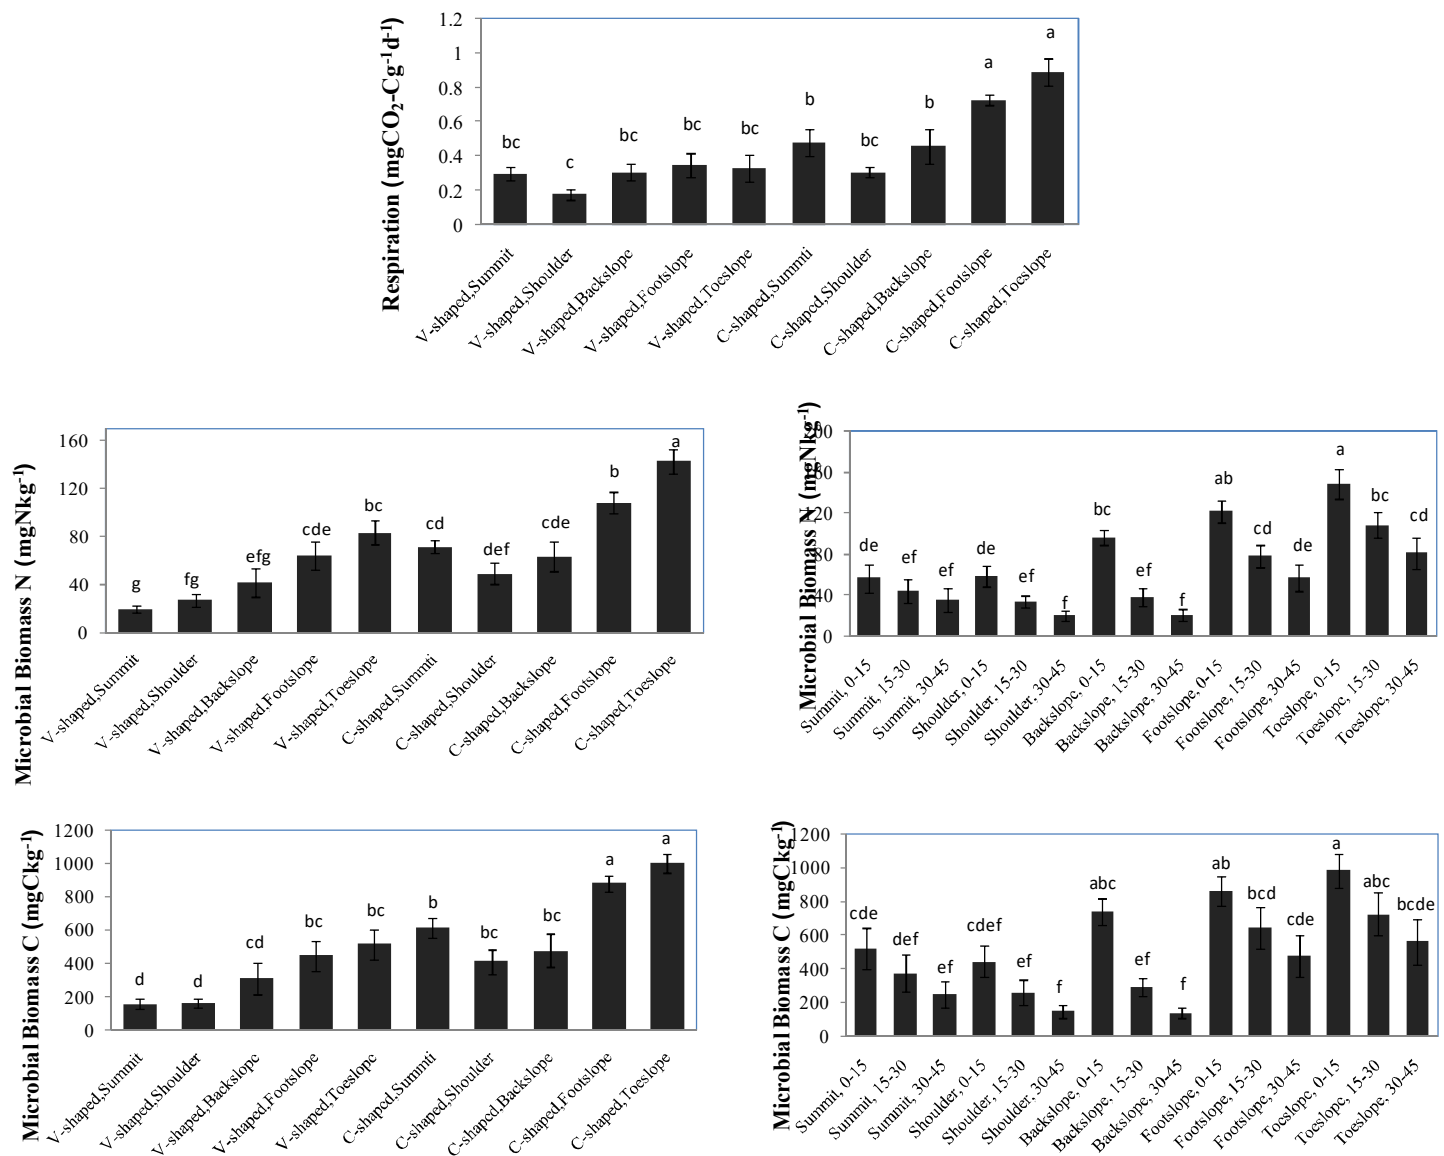 Respiration (mgCO2-Cg-1d-1)
1.2
1
0.8
0.6
0.4
0.2
0
bc
c
bc
bc
bc
b
bc
b
a
a
V-shaped,Summit
V-shaped,Shoulder
V-shaped,Backslope
V-shaped,Footslope
V-shaped,Toeslope
C-shaped,Summti
C-shaped,Shoulder
C-shaped,Backslope
C-shaped,Footslope
C-shaped,Toeslope
Microbial Biomass N (mgNkg-1)
160
120
80
40
0
g
fg
efg
cde
bc
cd
def
cde
b
a
V-shaped,Summit
V-shaped,Shoulder
V-shaped,Backslope
V-shaped,Footslope
V-shaped,Toeslope
C-shaped,Summti
C-shaped,Shoulder
C-shaped,Backslope
C-shaped,Footslope
C-shaped,Toeslope
Microbial Biomass N (mgNkg-1)
200
160
120
80
40
0
de
ef
ef
de
ef
f
bc
ef
f
ab
cd
de
a
bc
cd
Summit, 0-15
Summit, 15-30
Summit, 30-45
Shoulder, 0-15
Shoulder, 15-30
Shoulder, 30-45
Backslope, 0-15
Backslope, 15-30
Backslope, 30-45
Footslope, 0-15
Footslope, 15-30
Footslope, 30-45
Toeslope, 0-15
Toeslope, 15-30
Toeslope, 30-45
Microbial Biomass C (mgCkg-1)
1200
1000
800
600
400
200
0
d
d
cd
bc
bc
b
bc
bc
a
a
V-shaped,Summit
V-shaped,Shoulder
V-shaped,Backslope
V-shaped,Footslope
V-shaped,Toeslope
C-shaped,Summti
C-shaped,Shoulder
C-shaped,Backslope
C-shaped,Footslope
C-shaped,Toeslope
Microbial Biomass C (mgCkg-1)
1200
1000
800
600
400
200
0
cde
def
ef
cdef
ef
f
abc
ef
f
ab
bcd
cde
a
abc
bcde
Summit, 0-15
Summit, 15-30
Summit, 30-45
Shoulder, 0-15
Shoulder, 15-30
Shoulder, 30-45
Backslope, 0-15
Backslope, 15-30
Backslope, 30-45
Footslope, 0-15
Footslope, 15-30
Footslope, 30-45
Toeslope, 0-15
Toeslope, 15-30
Toeslope, 30-45